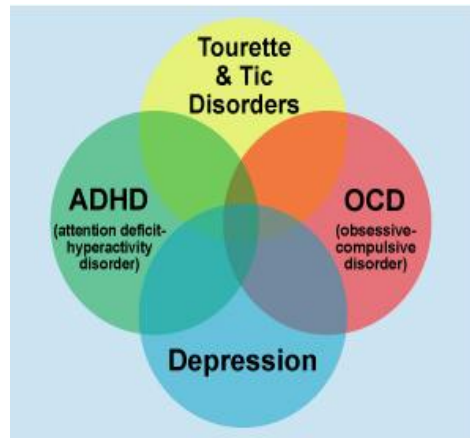 Tourette
& Tic
Disorders
ADHD
(attention deficit-
hyperactivity
disorder)
OCD
(obsessive-
compulsive
disorder)
Depression